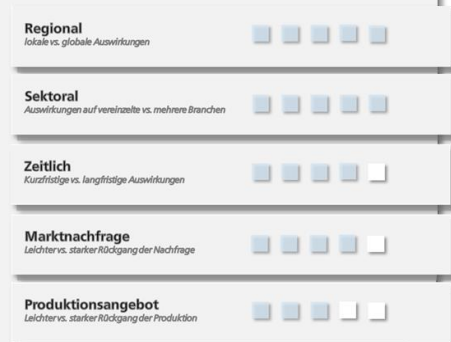 Regional
lokale vs. globale Auswirkungen
Sektoral
Auswirkungen auf vereinzelte vs. mehrere Branchen
Zeitlich
Kurzfristige vs. langfristige Auswirkungen
Marktnachfrage
Leichter vs. starker Rückgang der Nachfrage
Produktionsangebot
Leichter vs. starker Rückgang der Produktion